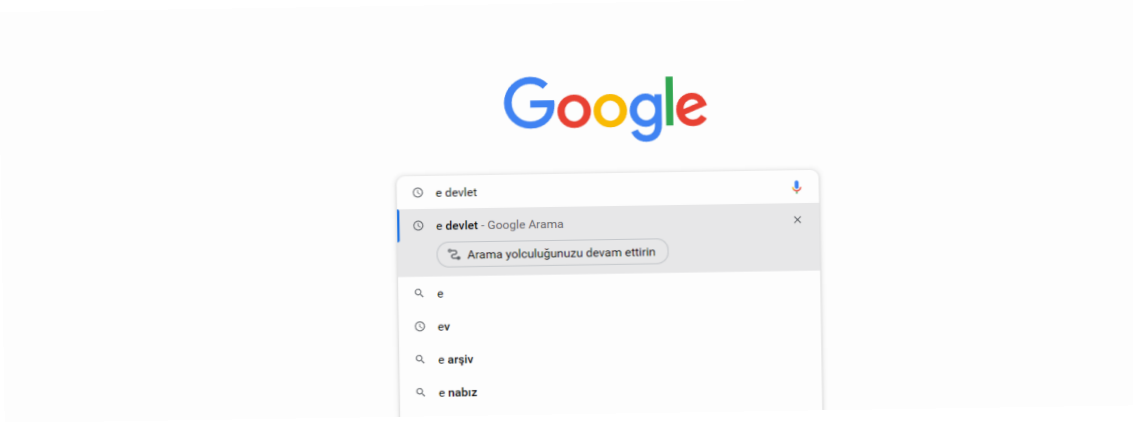 Google
e devlet
e devlet - Google Arama
Arama yolculuğunuzu devam ettirin
e
ev
e arşiv
e nabız